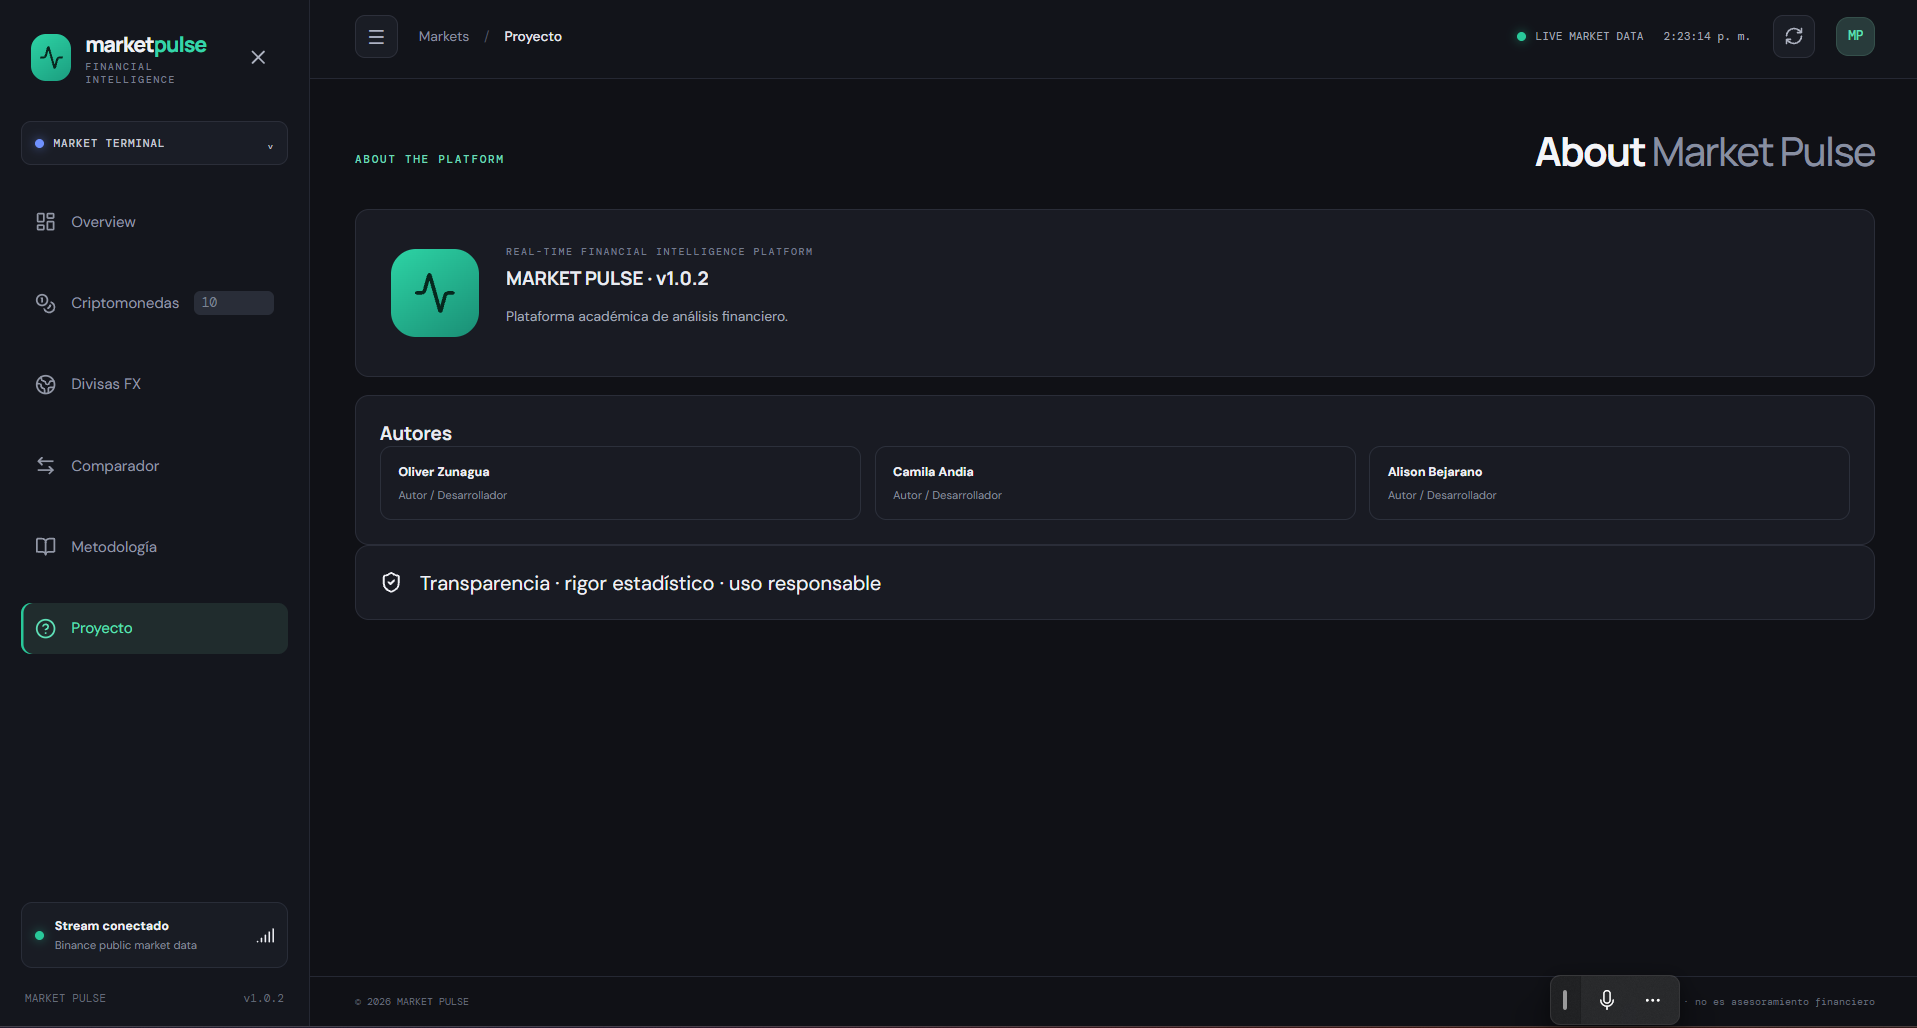 marketpulse
FINANCIAL
INTELLIGENCE
MARKET TERMINAL
Overview
Criptomonedas 10
Divisas FX
Comparador
Metodología
Proyecto
Stream conectado
Binance public market data
MARKET PULSE v1.0.2
Markets / Proyecto
LIVE MARKET DATA 2:23:14 p. m.
MP
ABOUT THE PLATFORM
About Market Pulse
REAL-TIME FINANCIAL INTELLIGENCE PLATFORM
MARKET PULSE · v1.0.2
Plataforma académica de análisis financiero.
Autores
Oliver Zunagua
Autor / Desarrollador
Camila Andia
Autor / Desarrollador
Alison Bejarano
Autor / Desarrollador
Transparencia · rigor estadístico · uso responsable
© 2026 MARKET PULSE
· no es asesoramiento financiero